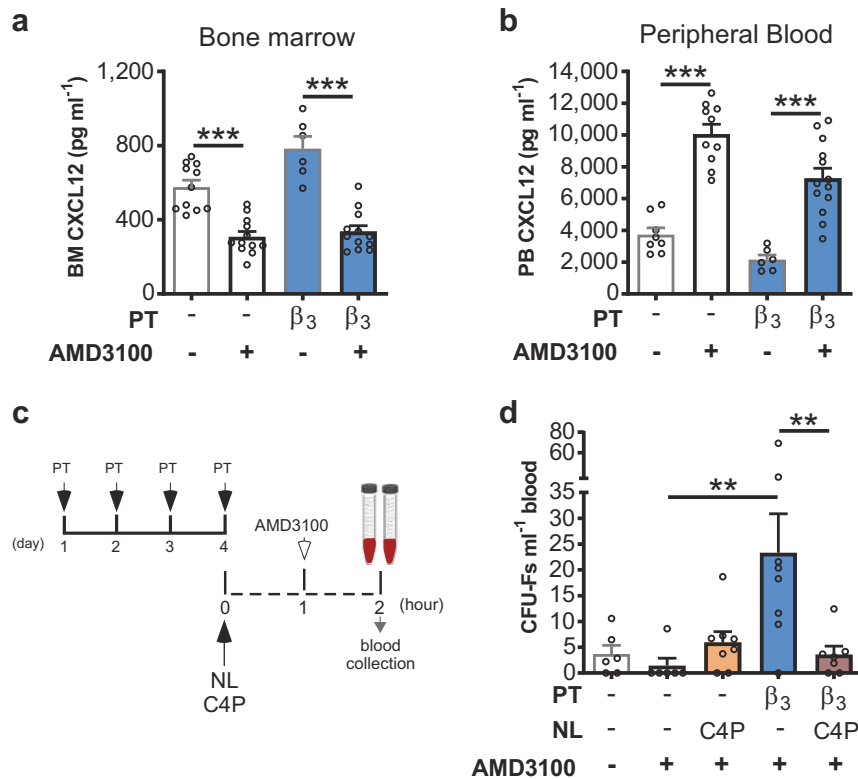 a
Bone marrow
BM CXCL12 (pg ml⁻¹)
1,200
800
400
0
***
***
PT - - β₃ β₃
AMD3100 - + - +
b
Peripheral Blood
PB CXCL12 (pg ml⁻¹)
14,000
12,000
10,000
8,000
6,000
4,000
2,000
0
***
***
PT - - β₃ β₃
AMD3100 - + - +
c
PT PT PT PT
(day) 1 2 3 4
AMD3100
0 1 2 (hour)
NL
C4P
blood
collection
d
CFU-Fs ml⁻¹ blood
80
60
35
30
25
20
15
10
5
0
**
**
PT - - - β₃ β₃
NL - - C4P - C4P
AMD3100 - + + + +